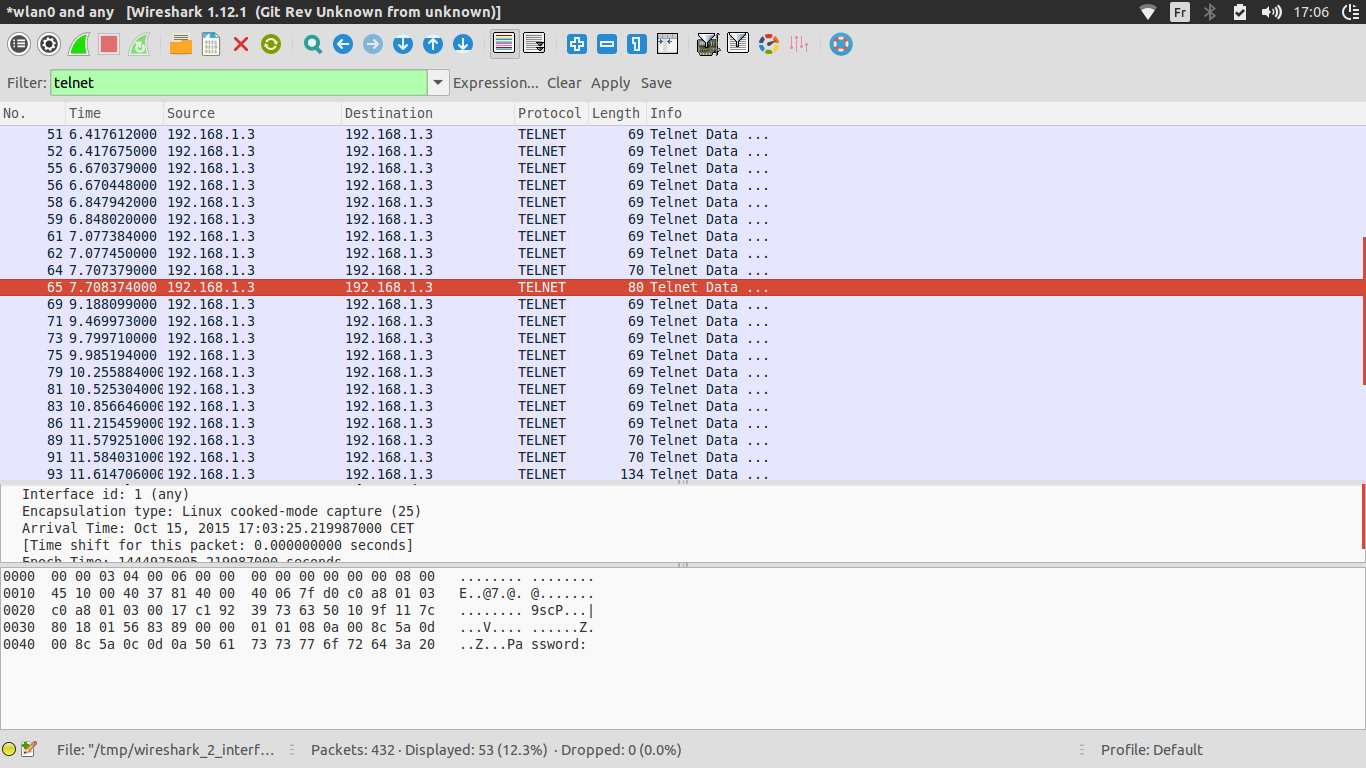 *wlan0 and any [Wireshark 1.12.1 (Git Rev Unknown from unknown)]
Fr 17:06
Filter: telnet Expression... Clear Apply Save
No. Time Source Destination Protocol Length Info
51 6.417612000 192.168.1.3 192.168.1.3 TELNET 69 Telnet Data ...
52 6.417675000 192.168.1.3 192.168.1.3 TELNET 69 Telnet Data ...
55 6.670379000 192.168.1.3 192.168.1.3 TELNET 69 Telnet Data ...
56 6.670448000 192.168.1.3 192.168.1.3 TELNET 69 Telnet Data ...
58 6.847942000 192.168.1.3 192.168.1.3 TELNET 69 Telnet Data ...
59 6.848020000 192.168.1.3 192.168.1.3 TELNET 69 Telnet Data ...
61 7.077384000 192.168.1.3 192.168.1.3 TELNET 69 Telnet Data ...
62 7.077450000 192.168.1.3 192.168.1.3 TELNET 69 Telnet Data ...
64 7.707379000 192.168.1.3 192.168.1.3 TELNET 70 Telnet Data ...
65 7.708374000 192.168.1.3 192.168.1.3 TELNET 80 Telnet Data ...
69 9.188099000 192.168.1.3 192.168.1.3 TELNET 69 Telnet Data ...
71 9.469973000 192.168.1.3 192.168.1.3 TELNET 69 Telnet Data ...
73 9.799710000 192.168.1.3 192.168.1.3 TELNET 69 Telnet Data ...
75 9.985194000 192.168.1.3 192.168.1.3 TELNET 69 Telnet Data ...
79 10.255884000 192.168.1.3 192.168.1.3 TELNET 69 Telnet Data ...
81 10.525304000 192.168.1.3 192.168.1.3 TELNET 69 Telnet Data ...
83 10.856646000 192.168.1.3 192.168.1.3 TELNET 69 Telnet Data ...
86 11.215459000 192.168.1.3 192.168.1.3 TELNET 69 Telnet Data ...
89 11.579251000 192.168.1.3 192.168.1.3 TELNET 70 Telnet Data ...
91 11.584031000 192.168.1.3 192.168.1.3 TELNET 70 Telnet Data ...
93 11.614706000 192.168.1.3 192.168.1.3 TELNET 134 Telnet Data ...
Interface id: 1 (any)
Encapsulation type: Linux cooked-mode capture (25)
Arrival Time: Oct 15, 2015 17:03:25.219987000 CET
[Time shift for this packet: 0.000000000 seconds]
Epoch Time: 1444925005.219987000 seconds
0000 00 00 03 04 00 06 00 00 00 00 00 00 00 00 08 00 ........ ........
0010 45 10 00 40 37 81 40 00 40 06 7f d0 c0 a8 01 03 E..@7.@. @.......
0020 c0 a8 01 03 00 17 c1 92 39 73 63 50 10 9f 11 7c ........ 9scP...|
0030 80 18 01 56 83 89 00 00 01 01 08 0a 00 8c 5a 0d ...V.... ......Z.
0040 00 8c 5a 0c 0d 0a 50 61 73 73 77 6f 72 64 3a 20 ..Z...Pa ssword:
File: "/tmp/wireshark_2_interf... Packets: 432 · Displayed: 53 (12.3%) · Dropped: 0 (0.0%) Profile: Default